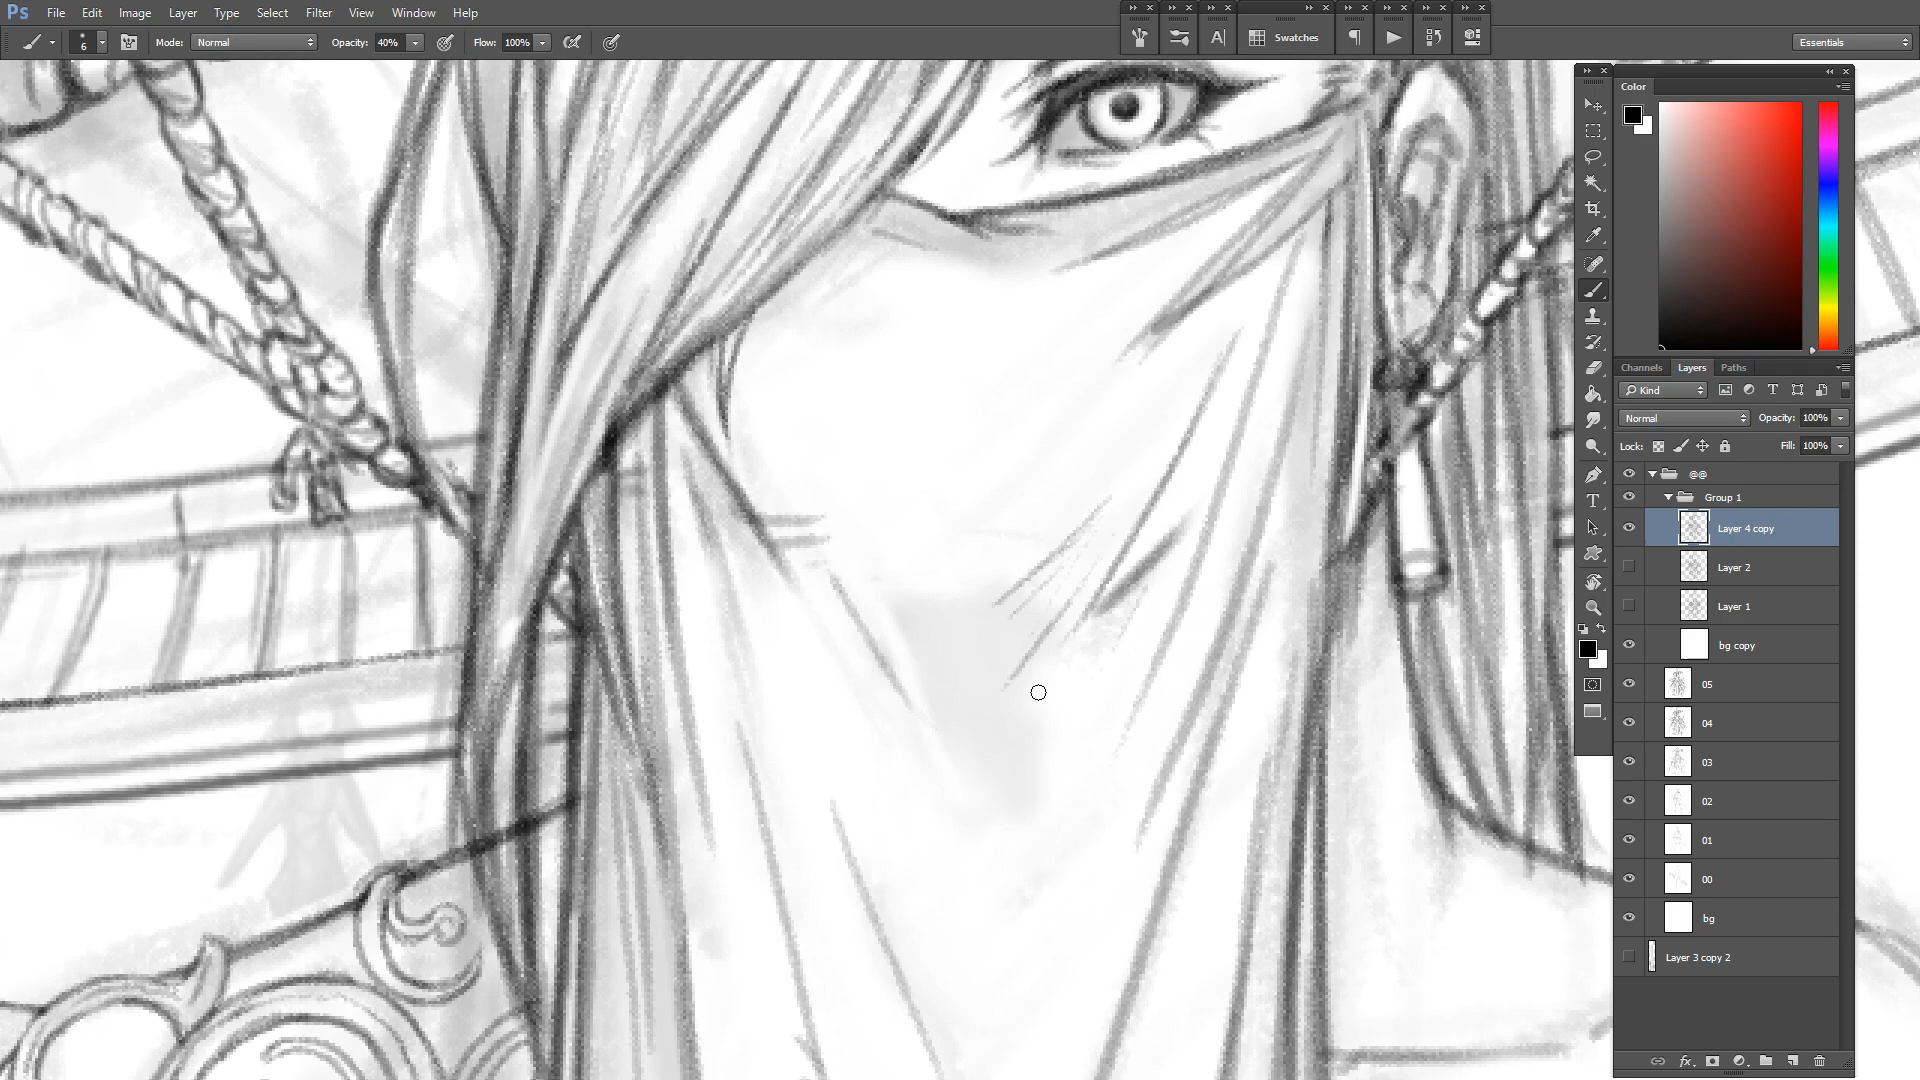 Ps File Edit Image Layer Type Select Filter View Window Help
6 Mode: Normal Opacity: 40% Flow: 100% A Swatches Essentials
Color
Channels Layers Paths
Kind T
Normal Opacity: 100%
Lock: Fill: 100%
@@
Group 1
Layer 4 copy
Layer 2
Layer 1
bg copy
05
04
03
02
01
00
bg
Layer 3 copy 2
T
fx